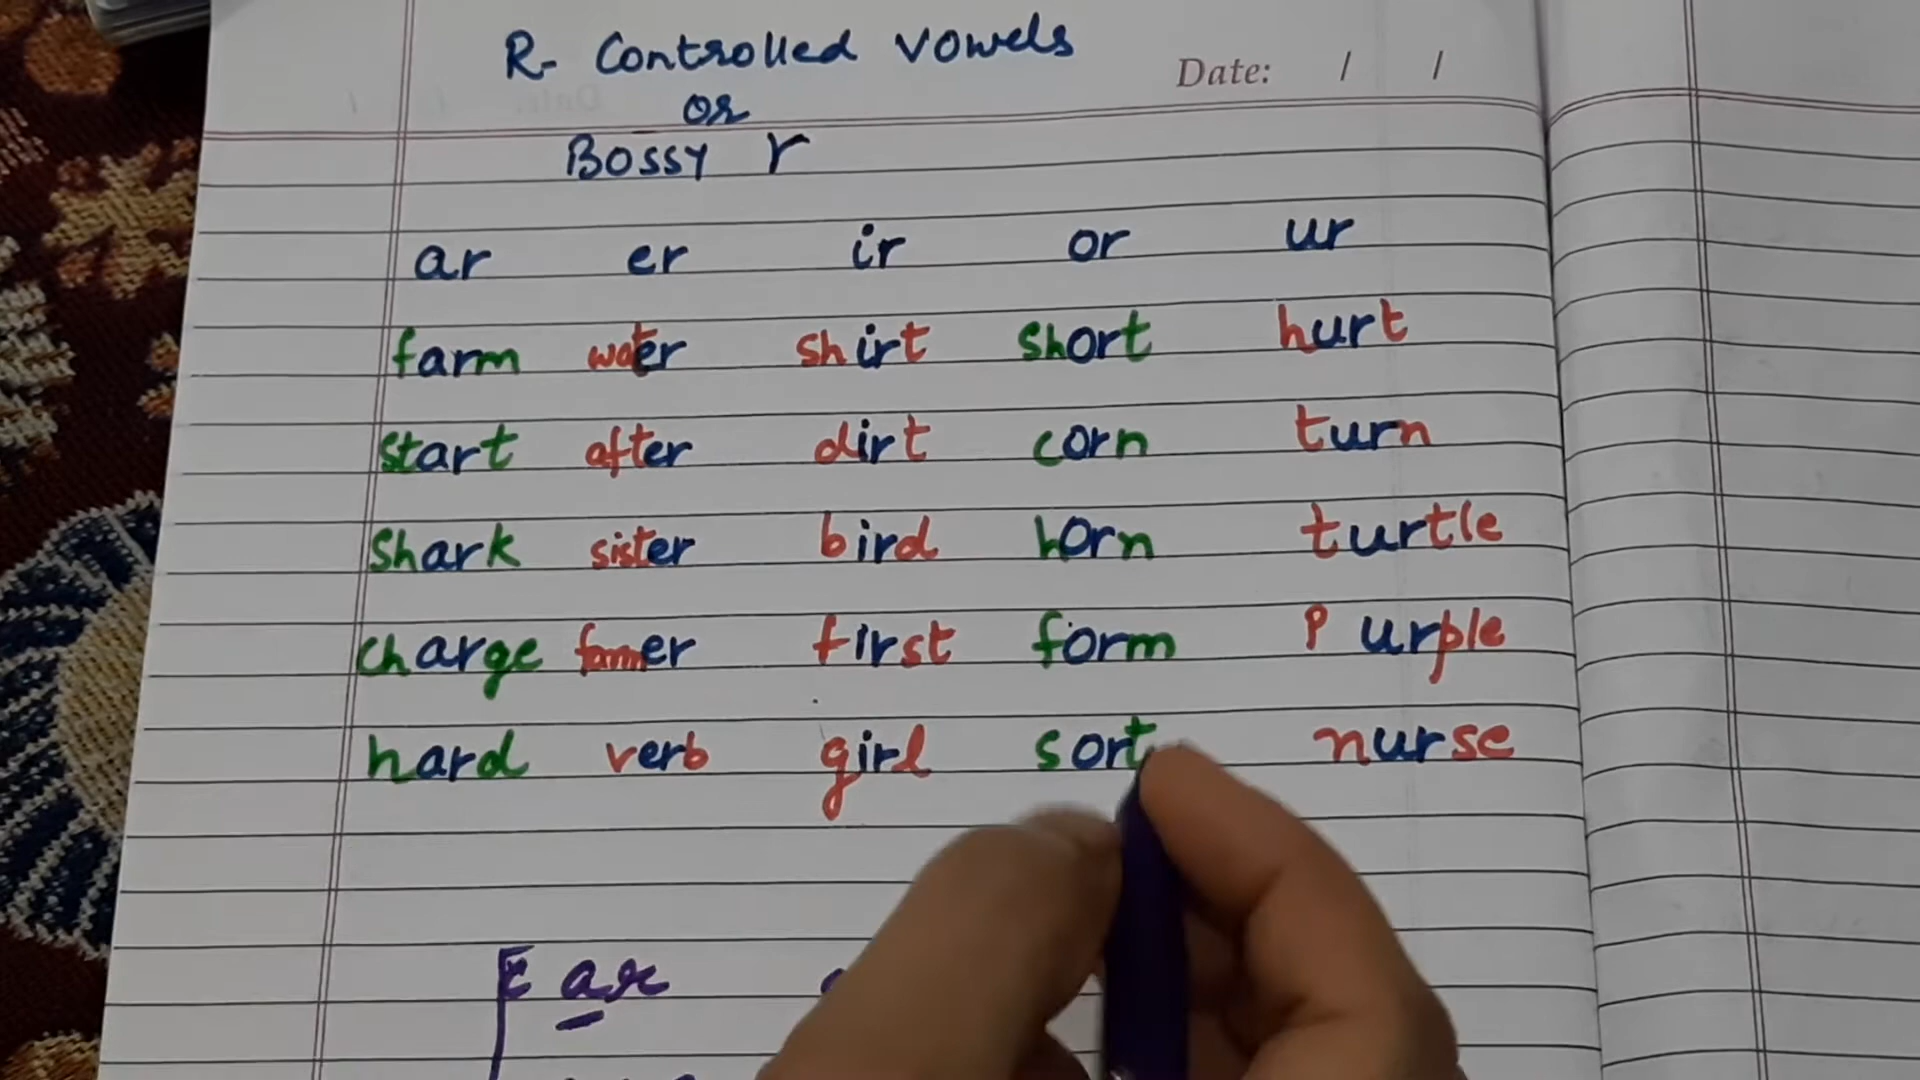 R- Controlled Vowels
Date: / /
or
Bossy r
ar er ir or ur
farm water shirt short hurt
start after dirt corn turn
shark sister bird horn turtle
charge farmer first form Purple
hard verb girl sort nurse
ar